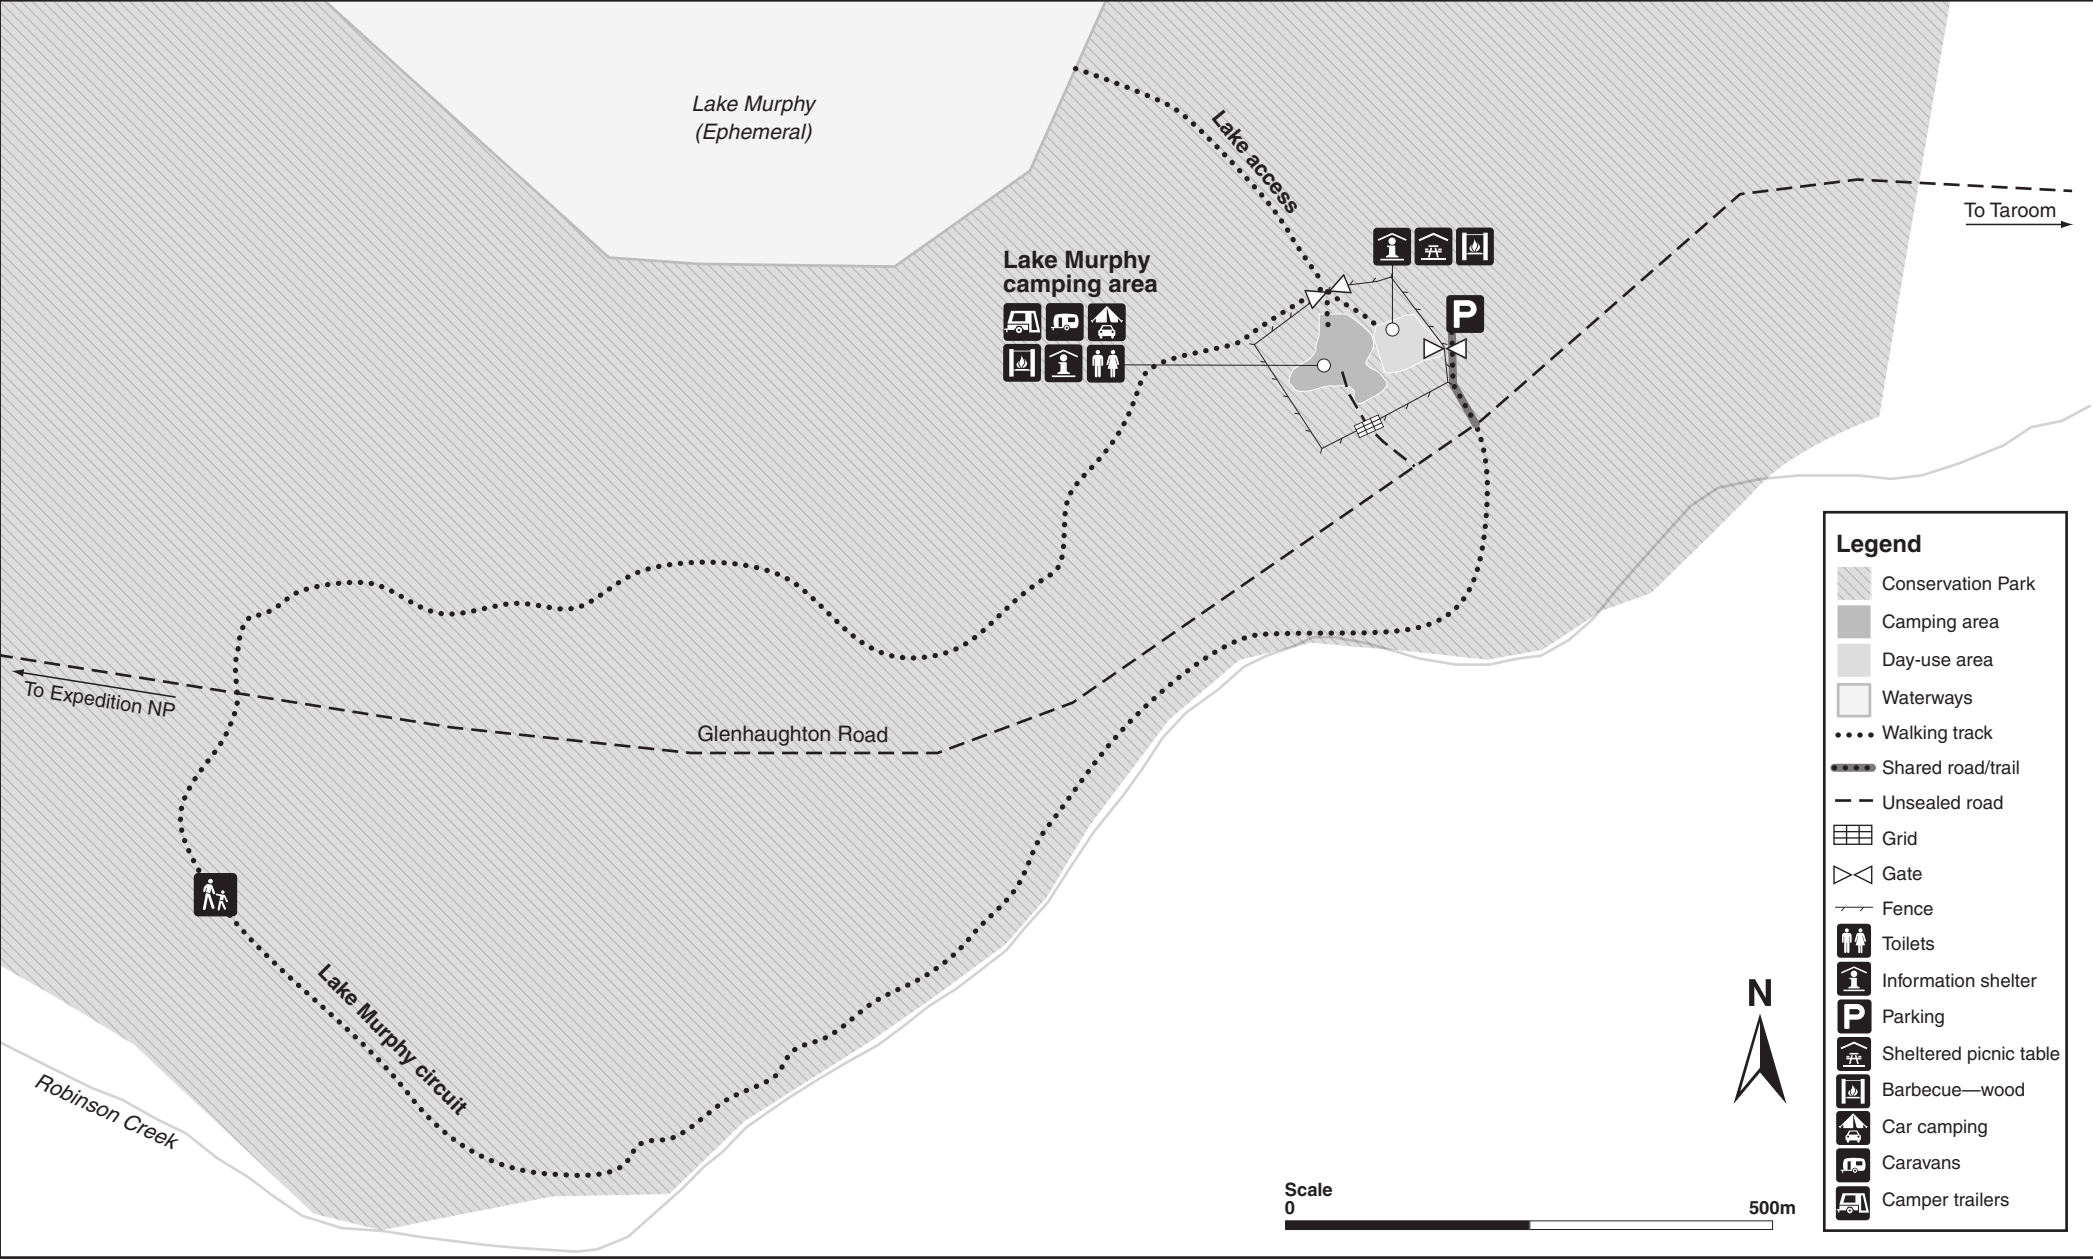 Lake Murphy
(Ephemeral)
Lake access
To Taroom
Lake Murphy
camping area
P
To Expedition NP
Glenhaughton Road
Lake Murphy circuit
Robinson Creek
N
Scale
0 500m
Legend
Conservation Park
Camping area
Day-use area
Waterways
Walking track
Shared road/trail
Unsealed road
Grid
Gate
Fence
Toilets
Information shelter
P Parking
Sheltered picnic table
Barbecue—wood
Car camping
Caravans
Camper trailers